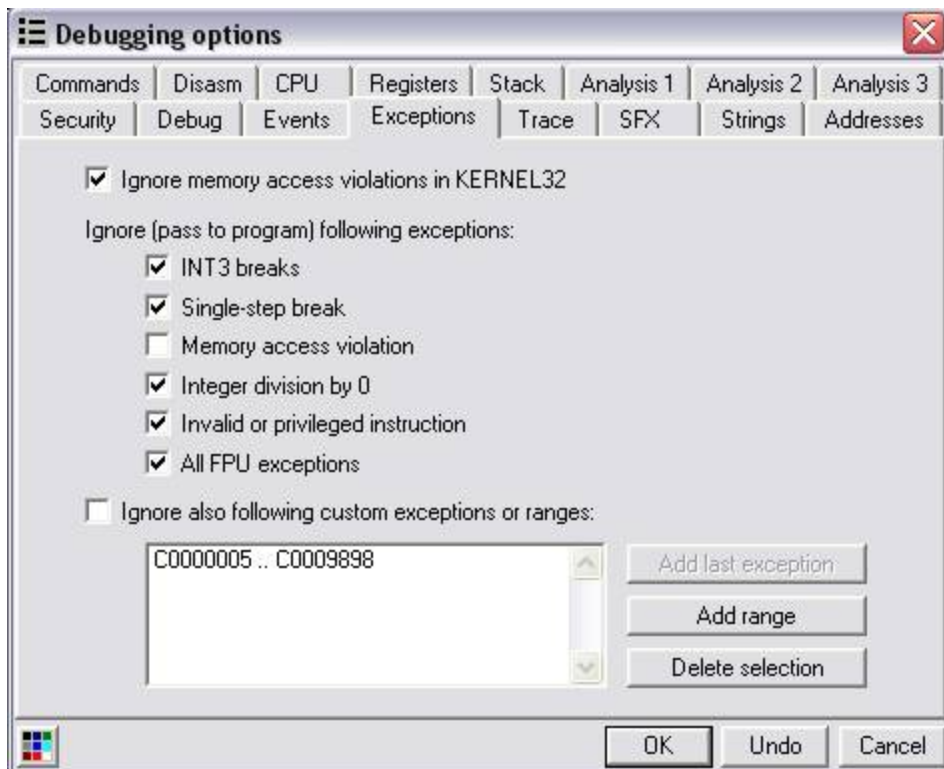 Debugging options
Commands Disasm CPU Registers Stack Analysis 1 Analysis 2 Analysis 3
Security Debug Events Exceptions Trace SFX Strings Addresses
Ignore memory access violations in KERNEL32
Ignore (pass to program) following exceptions:
INT3 breaks
Single-step break
Memory access violation
Integer division by 0
Invalid or privileged instruction
All FPU exceptions
Ignore also following custom exceptions or ranges:
C0000005 .. C0009898
Add last exception
Add range
Delete selection
OK Undo Cancel